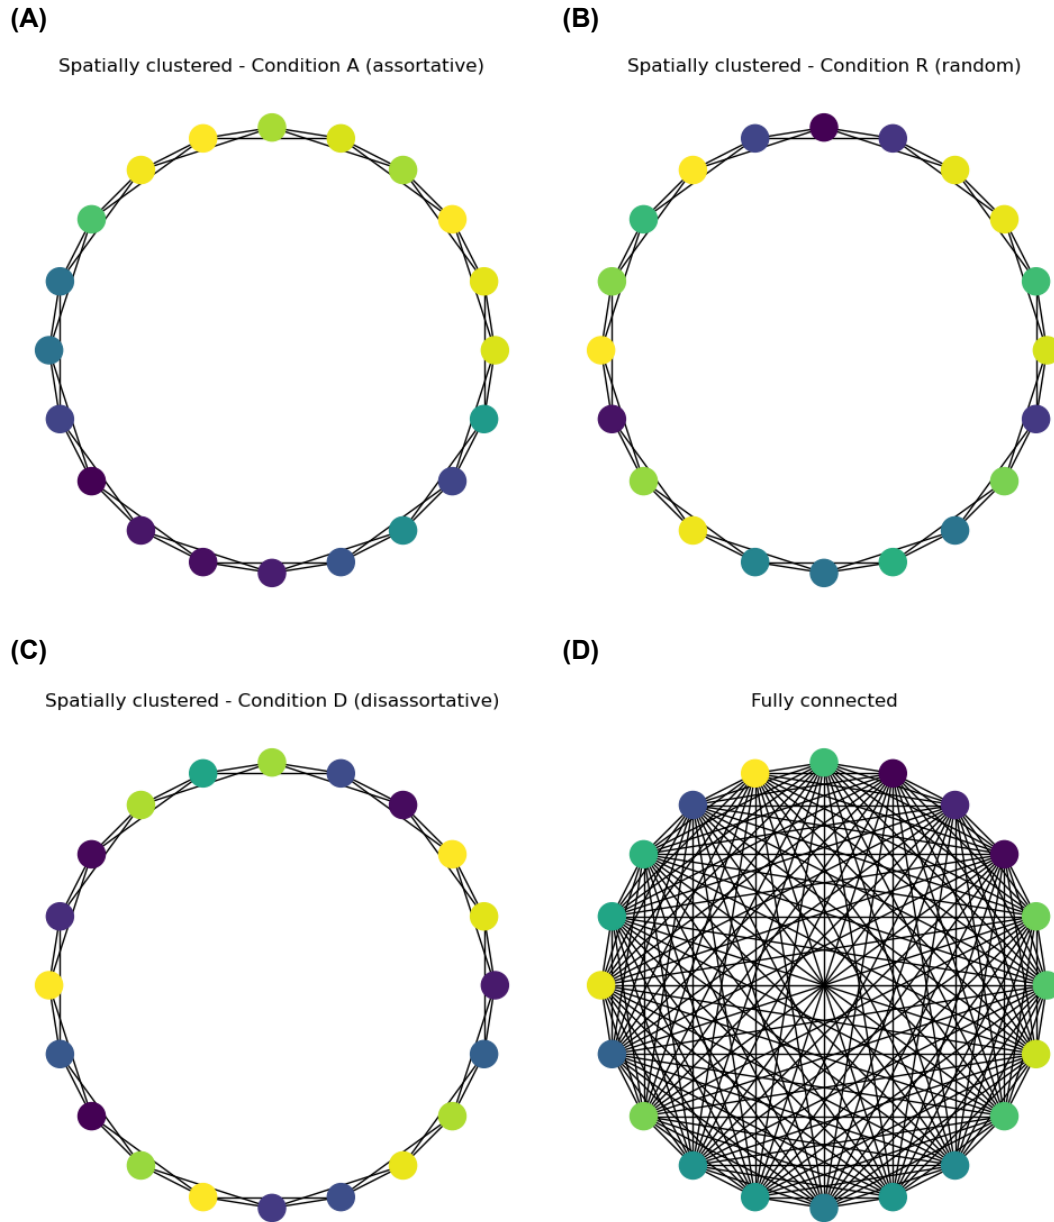 (A)
Spatially clustered - Condition A (assortative)
(B)
Spatially clustered - Condition R (random)
(C)
Spatially clustered - Condition D (disassortative)
(D)
Fully connected